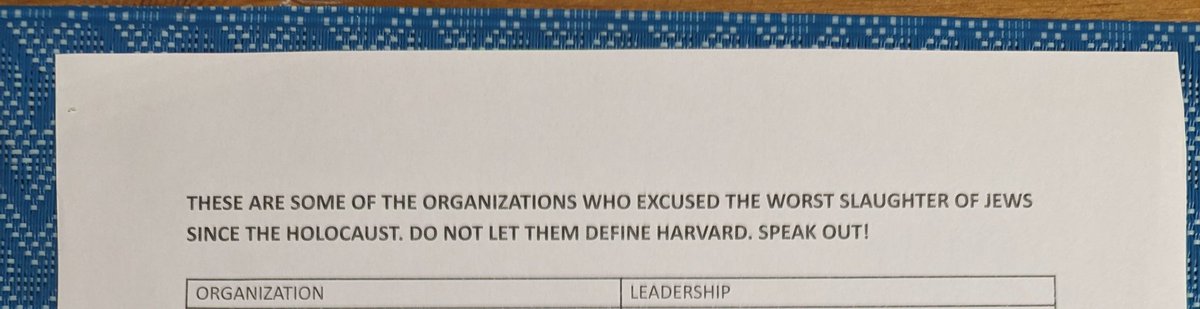 THESE ARE SOME OF THE ORGANIZATIONS WHO EXCUSED THE WORST SLAUGHTER OF JEWS
SINCE THE HOLOCAUST. DO NOT LET THEM DEFINE HARVARD. SPEAK OUT!
ORGANIZATION LEADERSHIP